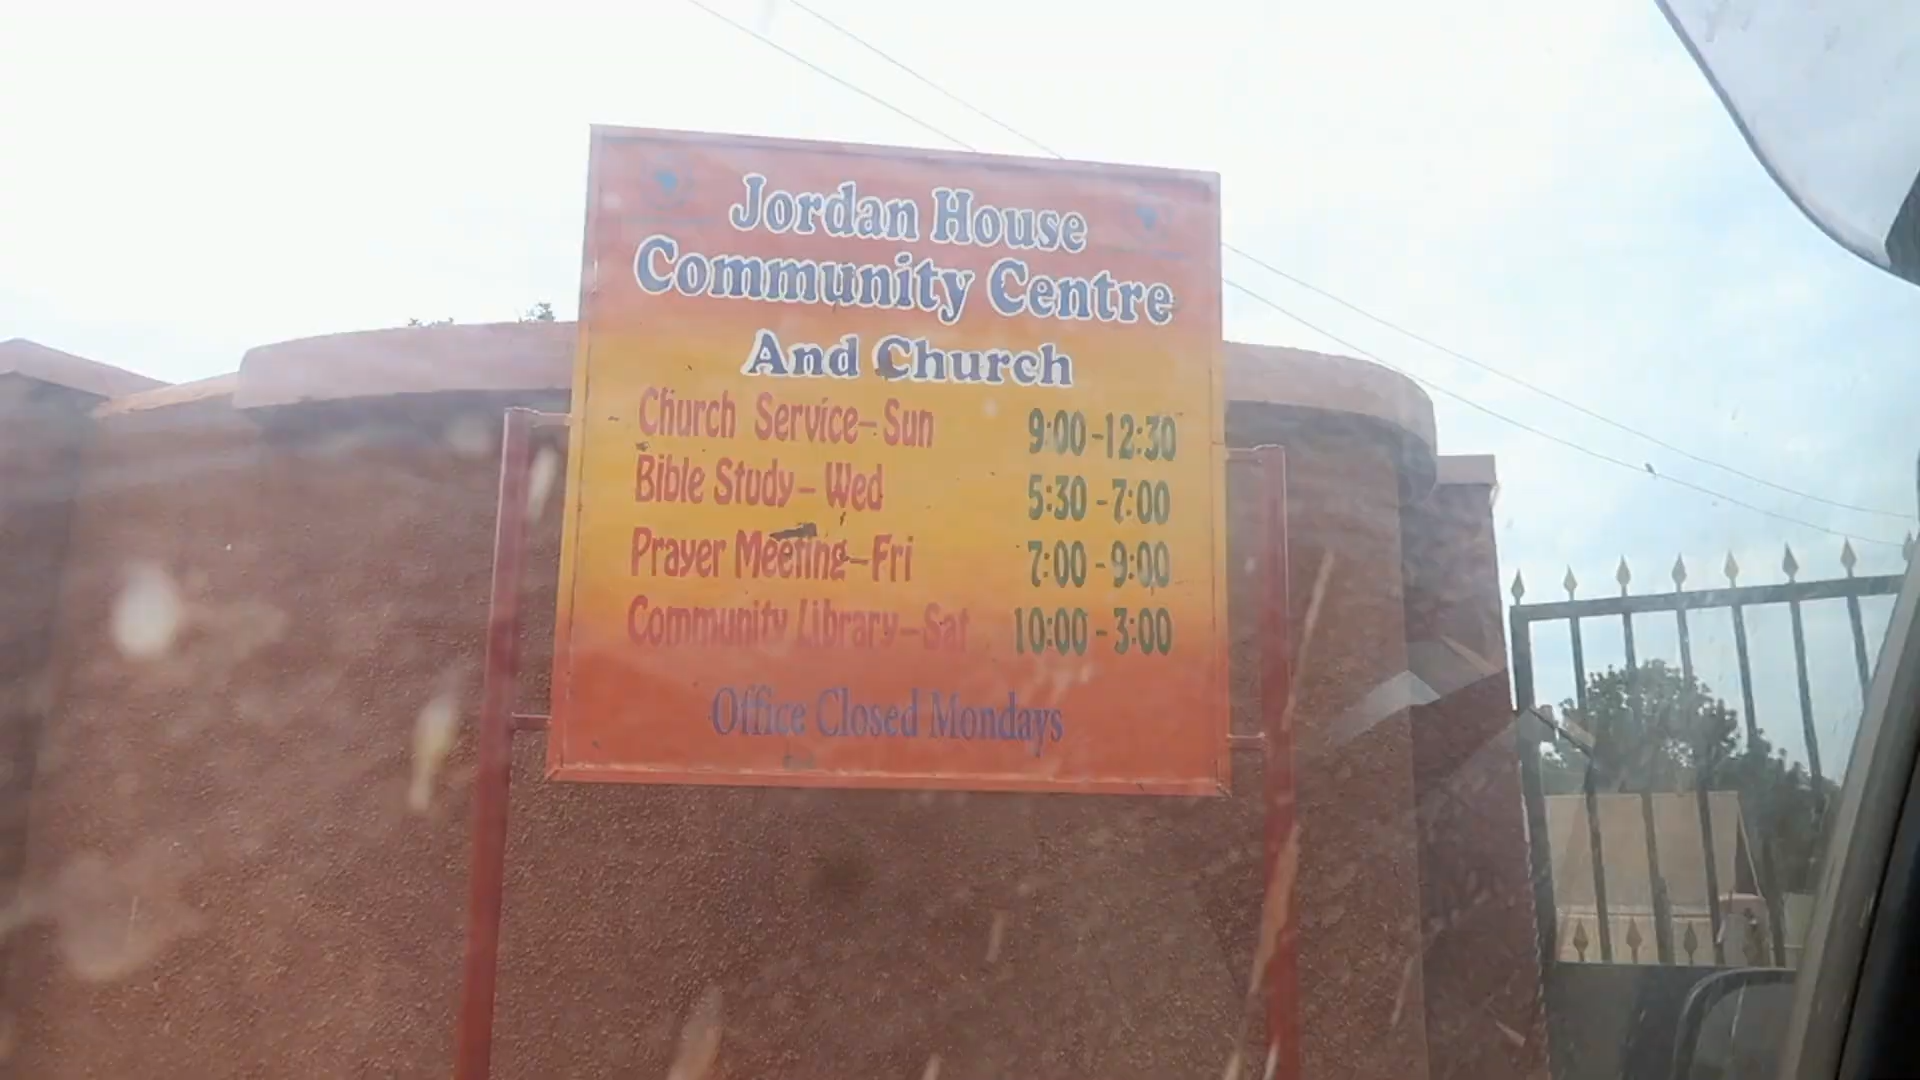 Jordan House
Community Centre
And Church
Church Service-Sun 9:00-12:30
Bible Study-Wed 5:30-7:00
Prayer Meeting-Fri 7:00-9:00
Community Library-Sat 10:00-3:00
Office Closed Mondays